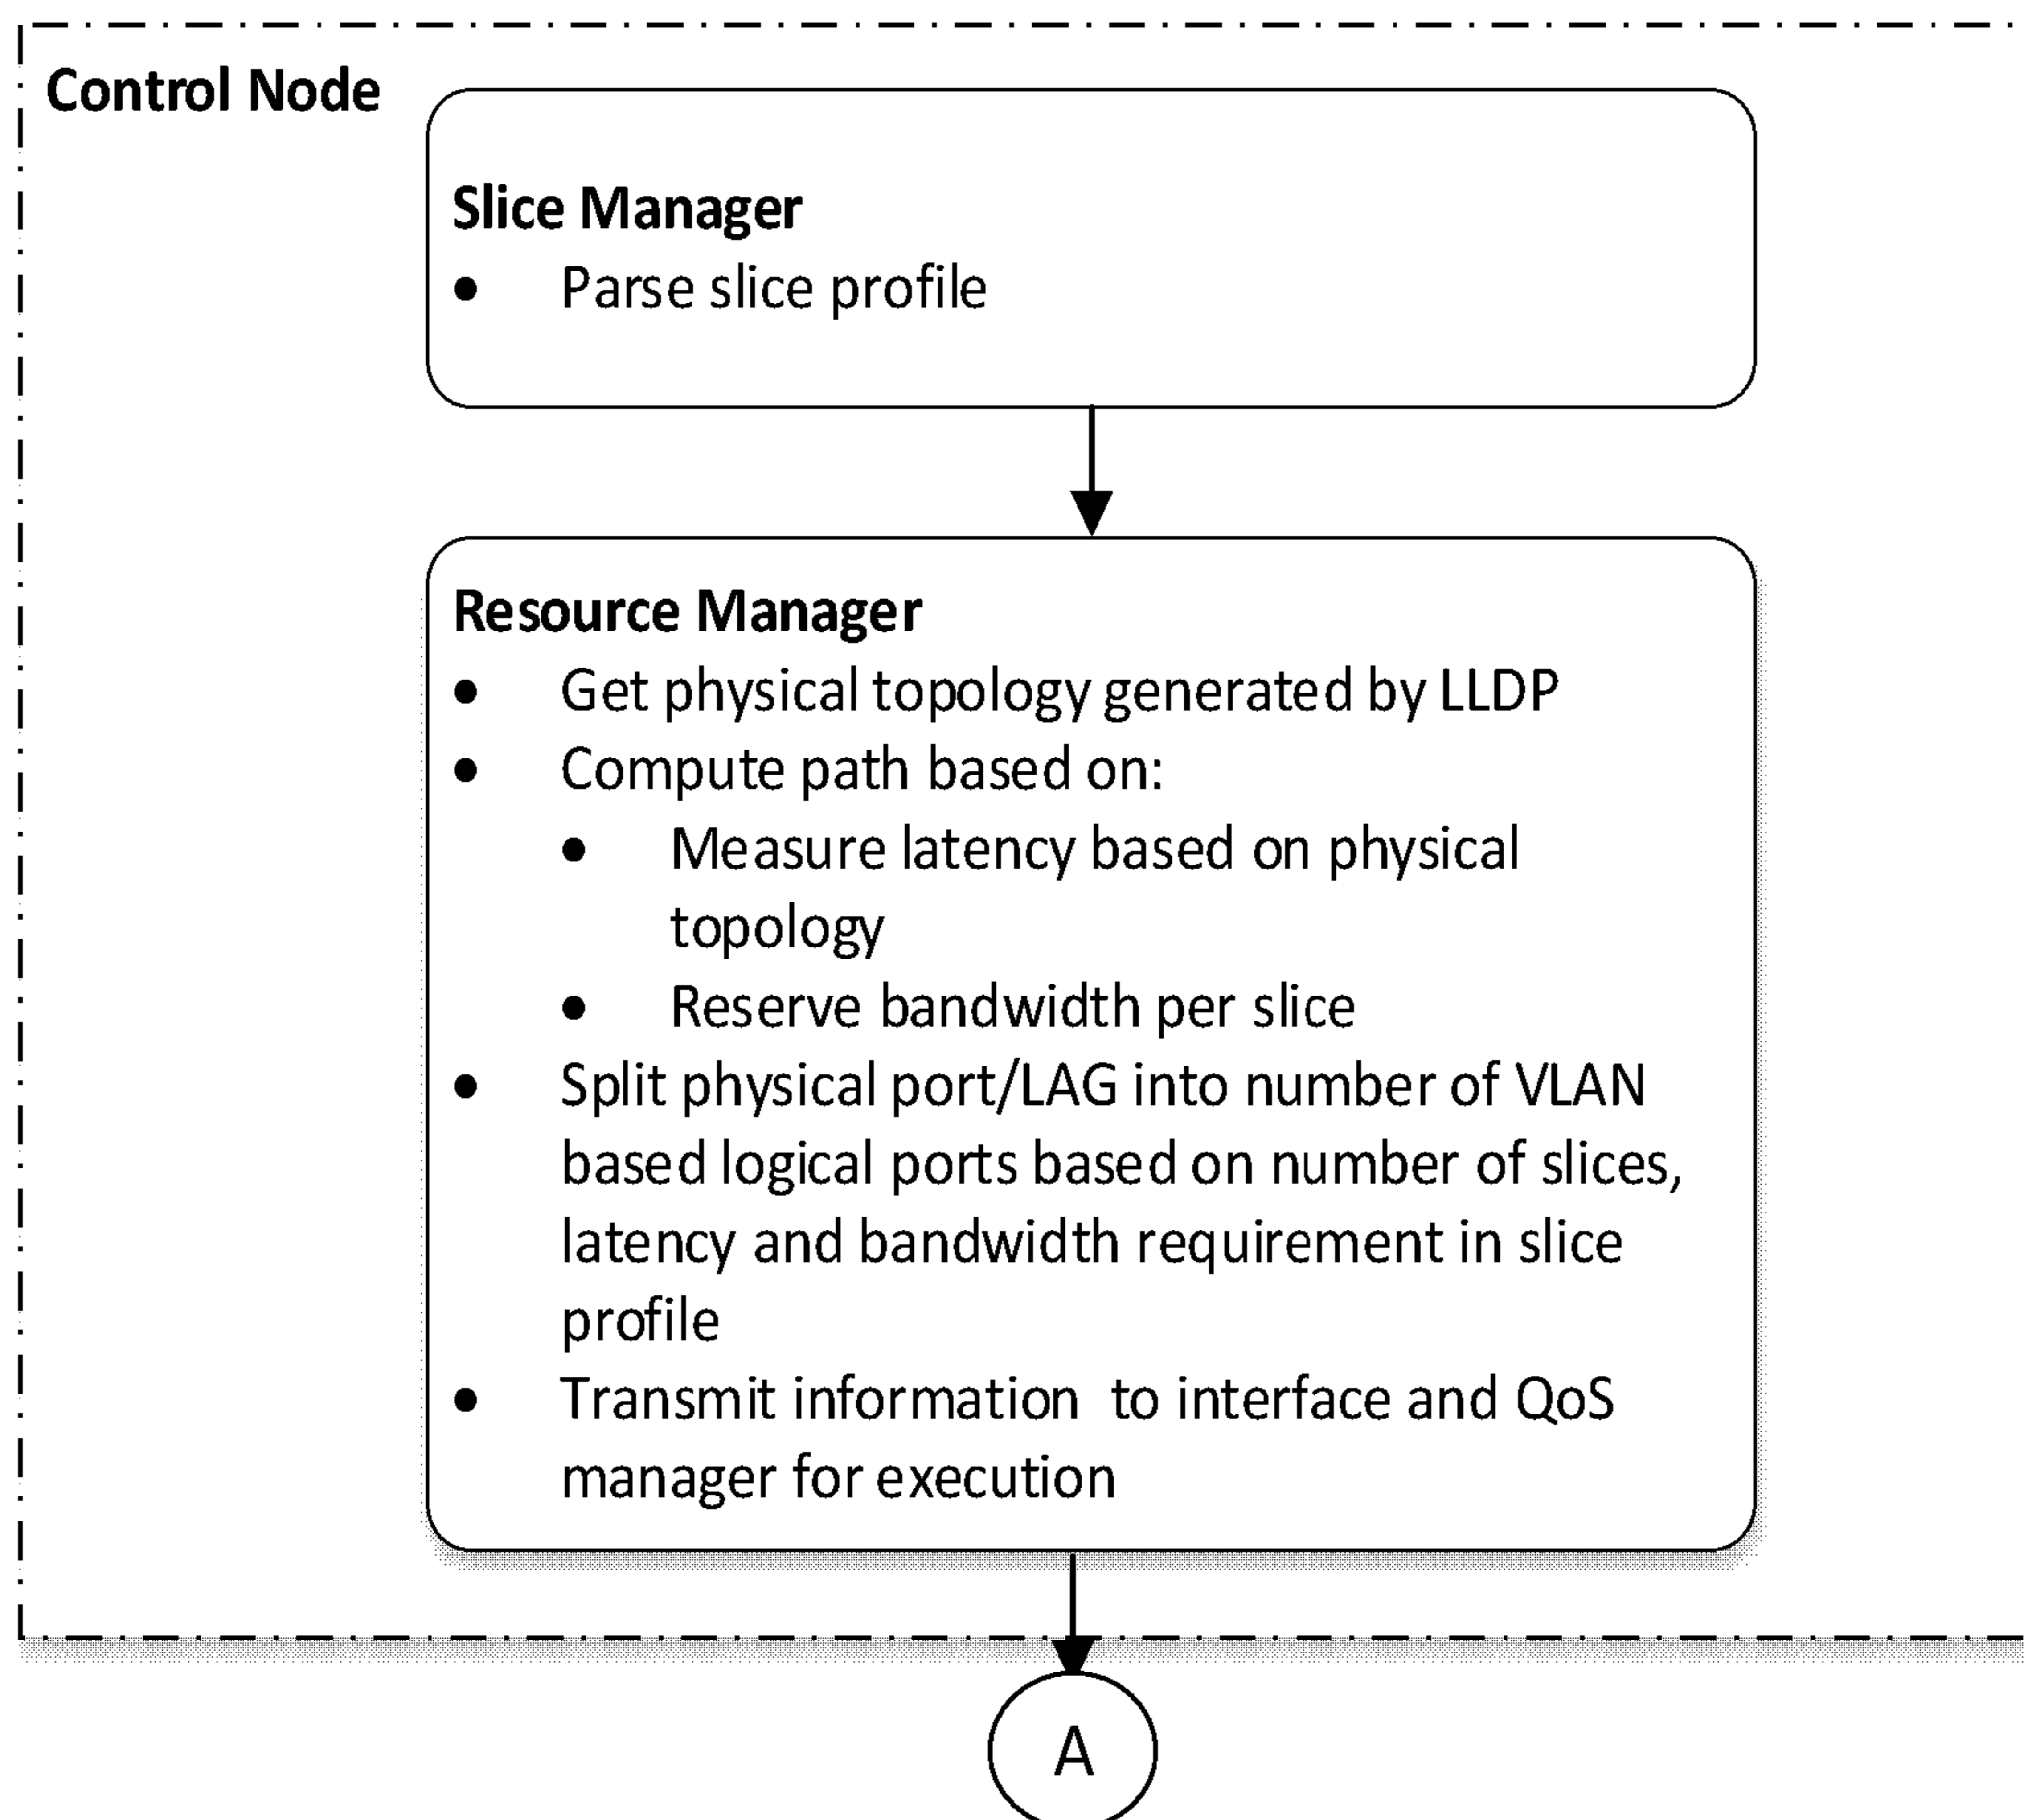 Control Node
Slice Manager
● Parse slice profile
Resource Manager
● Get physical topology generated by LLDP
● Compute path based on:
● Measure latency based on physical
topology
● Reserve bandwidth per slice
● Split physical port/LAG into number of VLAN
based logical ports based on number of slices,
latency and bandwidth requirement in slice
profile
● Transmit information to interface and QoS
manager for execution
A